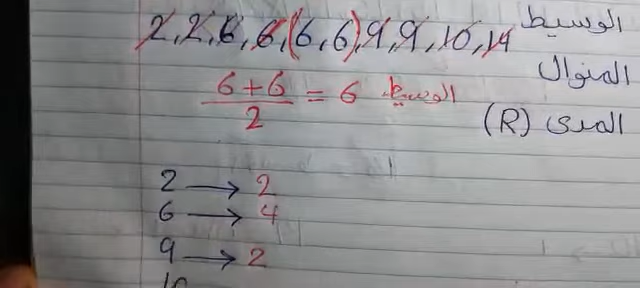 2,2,6,6,(6,6),9,9,10,14 الوسيط
المنوال
6+6/2 = 6 الوسيط
المدى (R)
2 → 2
6 → 4
9 → 2
10